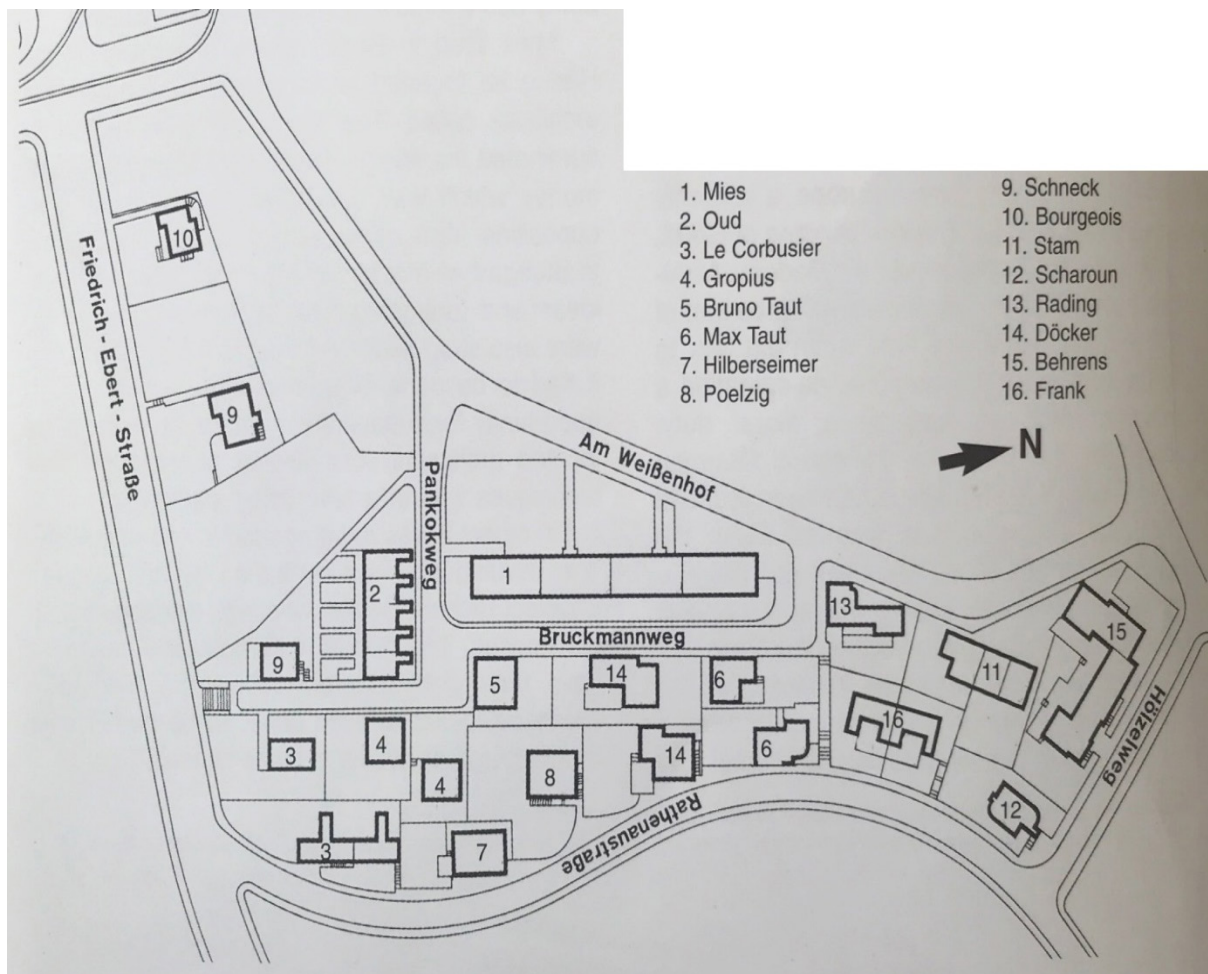 1. Mies
2. Oud
3. Le Corbusier
4. Gropius
5. Bruno Taut
6. Max Taut
7. Hilberseimer
8. Poelzig
9. Schneck
10. Bourgeois
11. Stam
12. Scharoun
13. Rading
14. Döcker
15. Behrens
16. Frank
N
10
Friedrich - Ebert - Straße
9
Pankokweg
Am Weißenhof
1
2
Bruckmannweg
13
15
11
9
5
14
6
16
Hölzelweg
3
4
4
8
14
6
12
Rathenaustraße
3
7